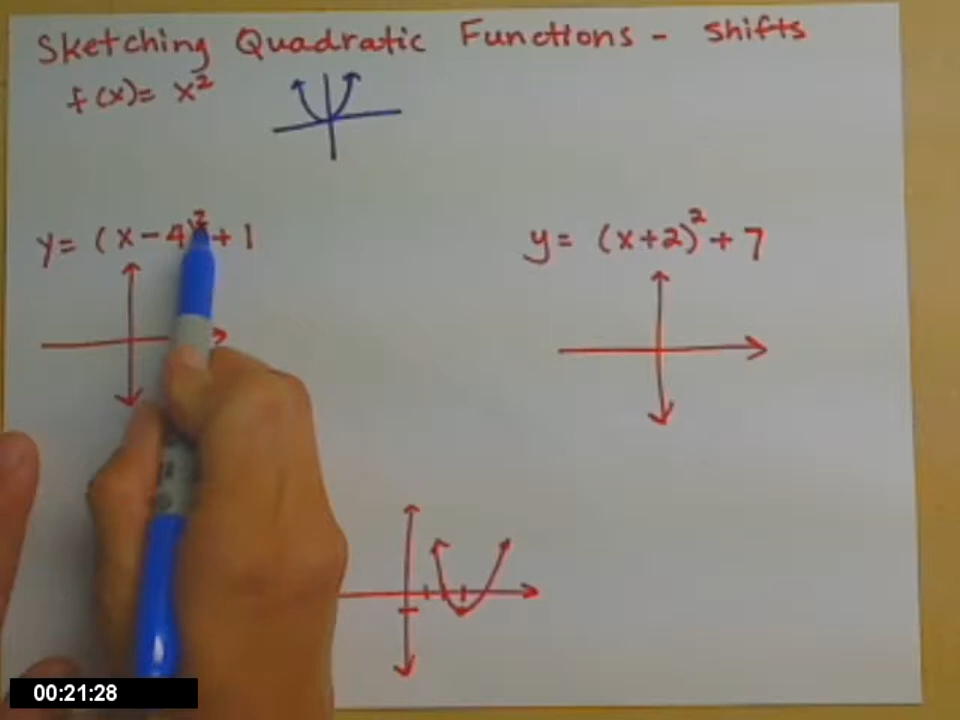 Sketching Quadratic Functions - shifts
f(x) = x²
y = (x - 4)² + 1
y = (x+2)² + 7
00:21:28